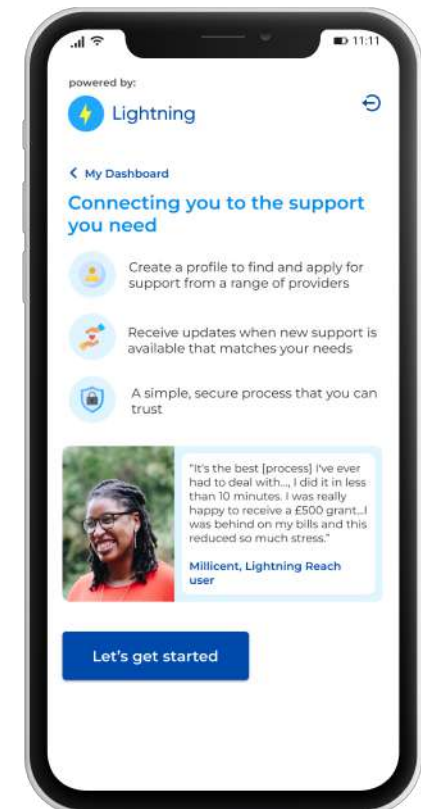 11:11
powered by:
Lightning
My Dashboard
Connecting you to the support
you need
Create a profile to find and apply for
support from a range of providers
Receive updates when new support is
available that matches your needs
A simple, secure process that you can
trust
"It's the best [process] I've ever
had to deal with..., I did it in less
than 10 minutes. I was really
happy to receive a £500 grant...I
was behind on my bills and this
reduced so much stress."
Millicent, Lightning Reach
user
Let's get started